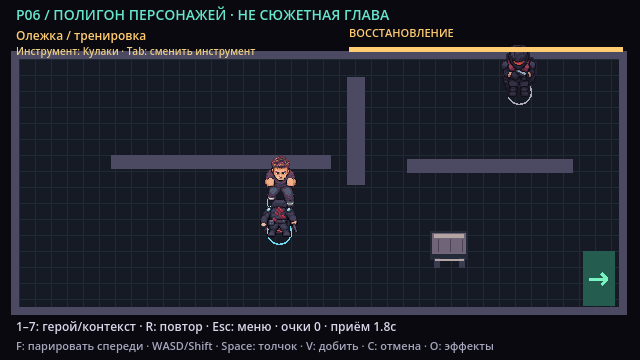 P06 / ПОЛИГОН ПЕРСОНАЖЕЙ · НЕ СЮЖЕТНАЯ ГЛАВА
Олежка / тренировка
ВОССТАНОВЛЕНИЕ
Инструмент: Кулаки · Tab: сменить инструмент
1–7: герой/контекст · R: повтор · Esc: меню · очки 0 · приём 1.8с
F: парировать спереди · WASD/Shift · Space: толчок · V: добить · C: отмена · O: эффекты